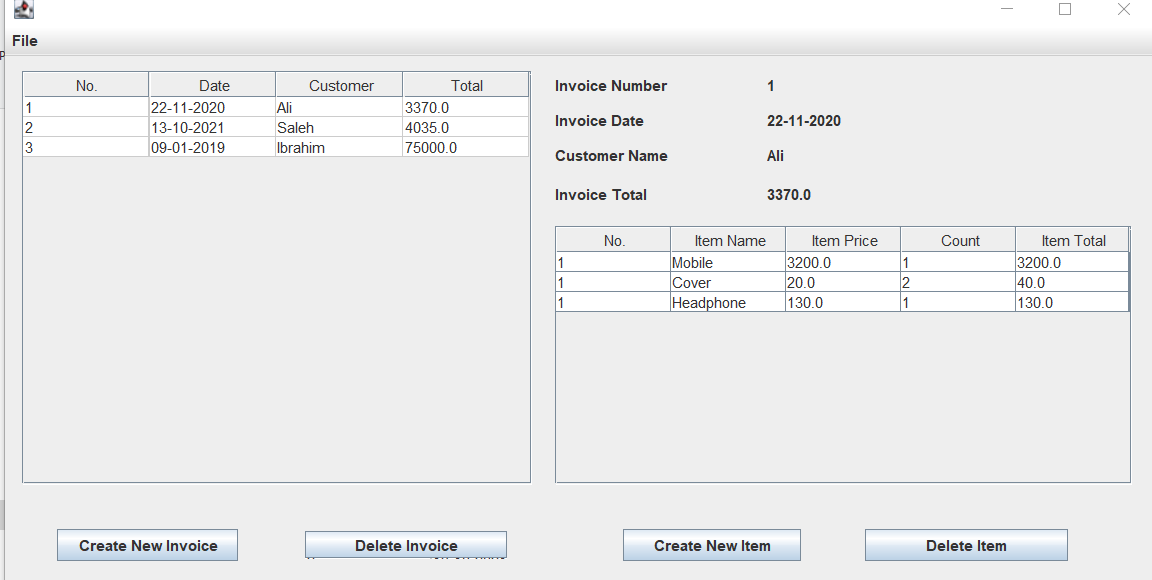 File
No. Date Customer Total
1 22-11-2020 Ali 3370.0
2 13-10-2021 Saleh 4035.0
3 09-01-2019 Ibrahim 75000.0
Invoice Number 1
Invoice Date 22-11-2020
Customer Name Ali
Invoice Total 3370.0
No. Item Name Item Price Count Item Total
1 Mobile 3200.0 1 3200.0
1 Cover 20.0 2 40.0
1 Headphone 130.0 1 130.0
Create New Invoice Delete Invoice Create New Item Delete Item